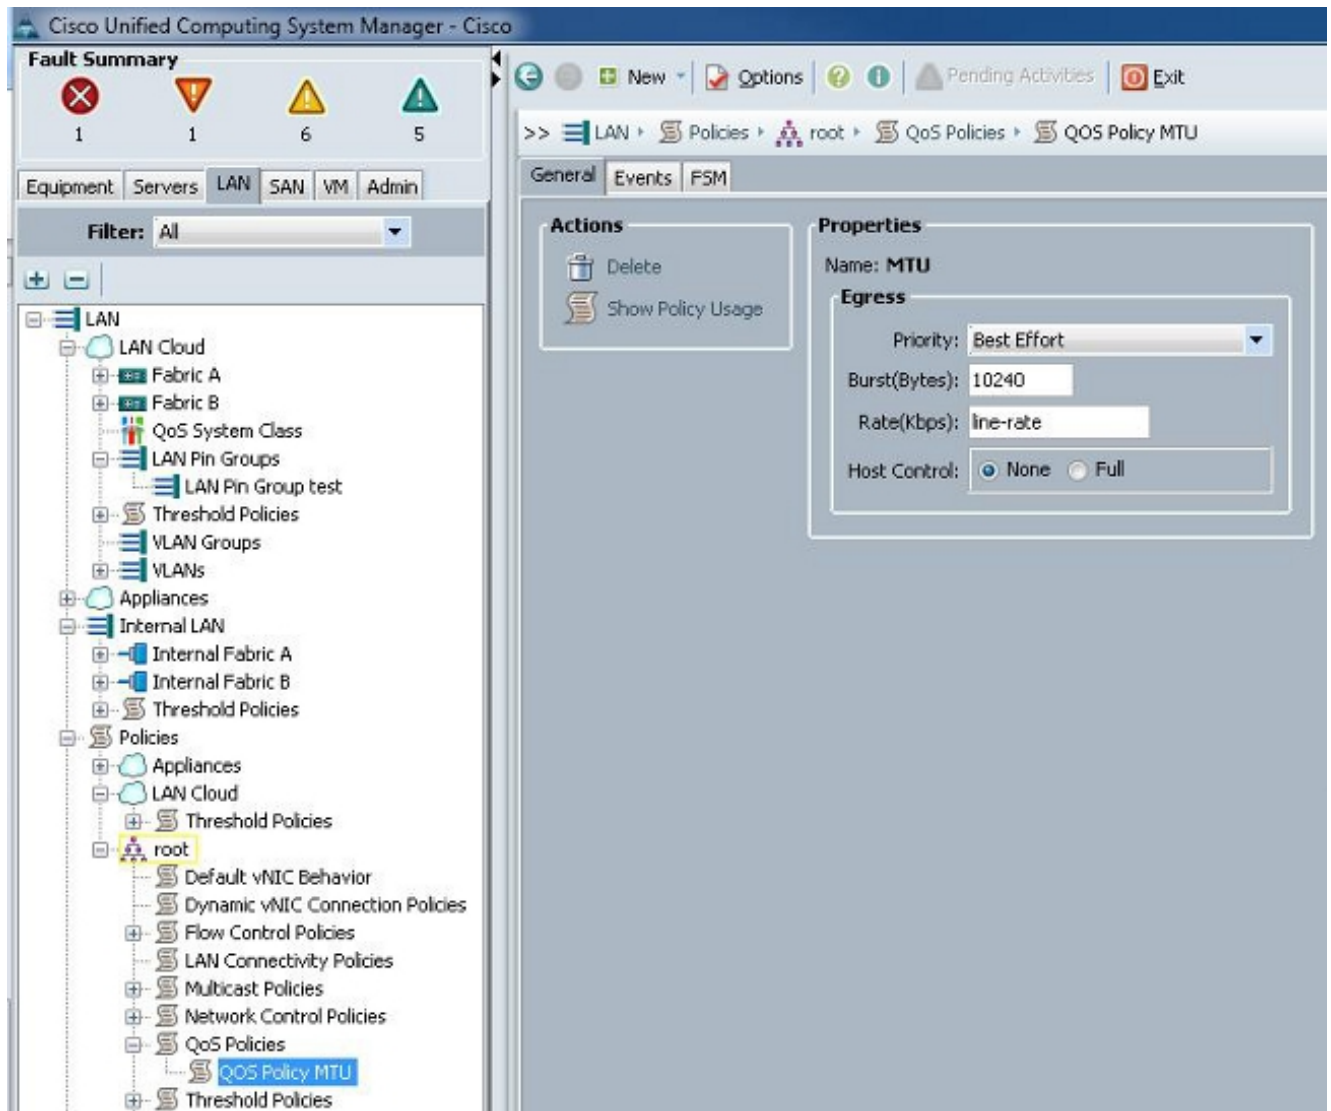 Cisco Unified Computing System Manager - Cisco
Fault Summary
1 1 6 5
New Options Pending Activities Exit
>> LAN Policies root QoS Policies QOS Policy MTU
Equipment Servers LAN SAN VM Admin
General Events FSM
Filter: All
Actions
Delete
Show Policy Usage
Properties
Name: MTU
Egress
Priority: Best Effort
Burst(Bytes): 10240
Rate(Kbps): line-rate
Host Control: None Full
LAN
LAN Cloud
Fabric A
Fabric B
QoS System Class
LAN Pin Groups
LAN Pin Group test
Threshold Policies
VLAN Groups
VLANs
Appliances
Internal LAN
Internal Fabric A
Internal Fabric B
Threshold Policies
Policies
Appliances
LAN Cloud
Threshold Policies
root
Default vNIC Behavior
Dynamic vNIC Connection Policies
Flow Control Policies
LAN Connectivity Policies
Multicast Policies
Network Control Policies
QoS Policies
QOS Policy MTU
Threshold Policies